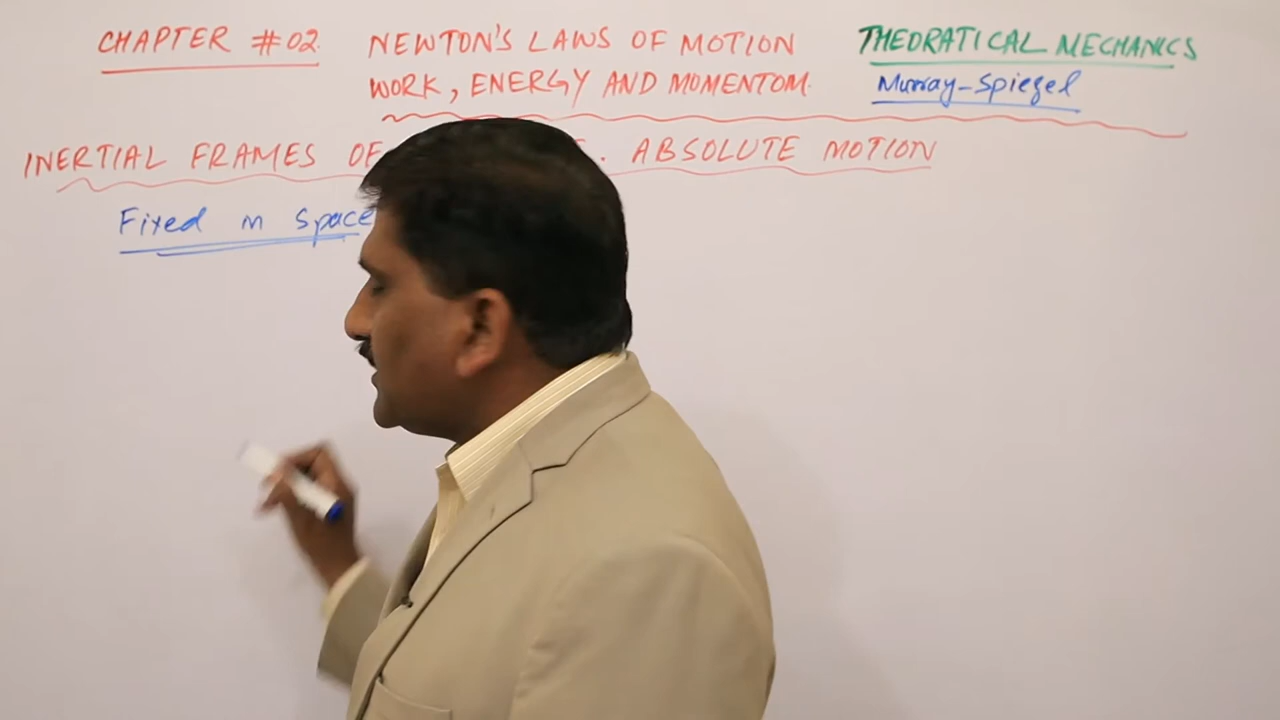 CHAPTER #02.
NEWTON'S LAWS OF MOTION
WORK, ENERGY AND MOMENTOM.
THEORATICAL MECHANICS
Murray-Spiegel
INERTIAL FRAMES OF . ABSOLUTE MOTION
Fixed in Space